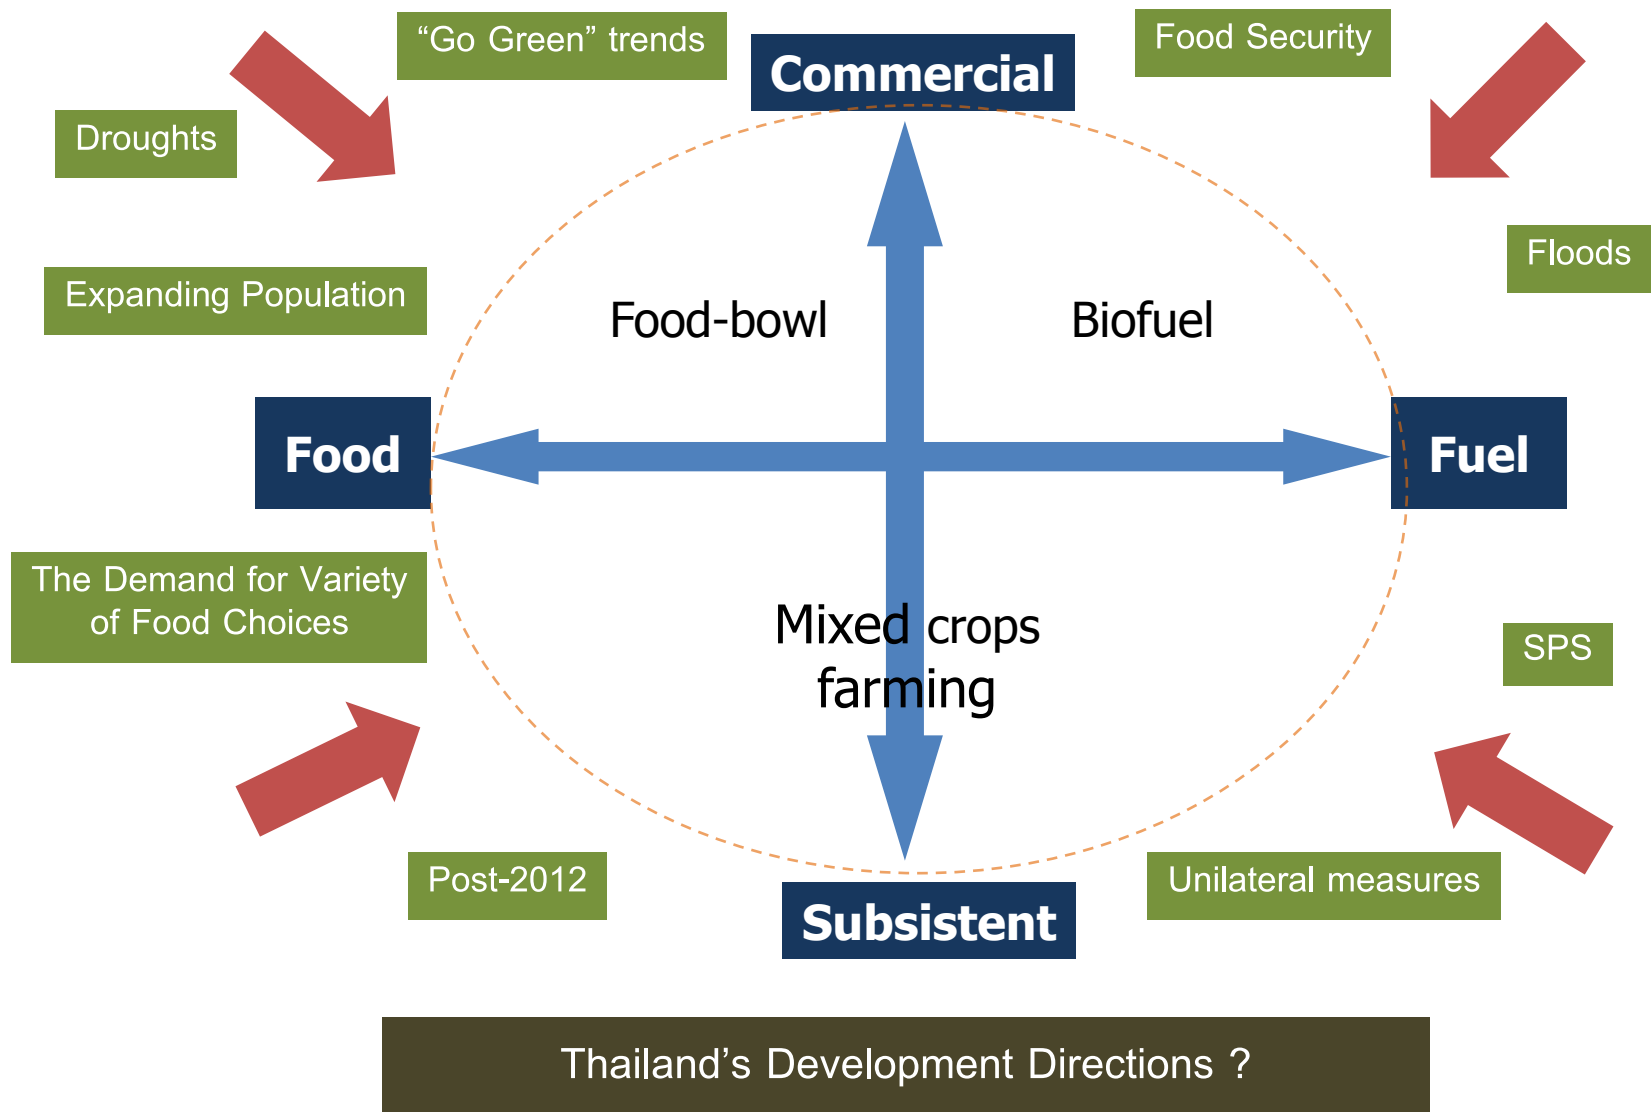 “Go Green” trends
Commercial
Food Security
Droughts
Floods
Expanding Population
Food-bowl
Biofuel
Food
Fuel
The Demand for Variety
of Food Choices
Mixed crops
farming
SPS
Post-2012
Unilateral measures
Subsistent
Thailand’s Development Directions ?